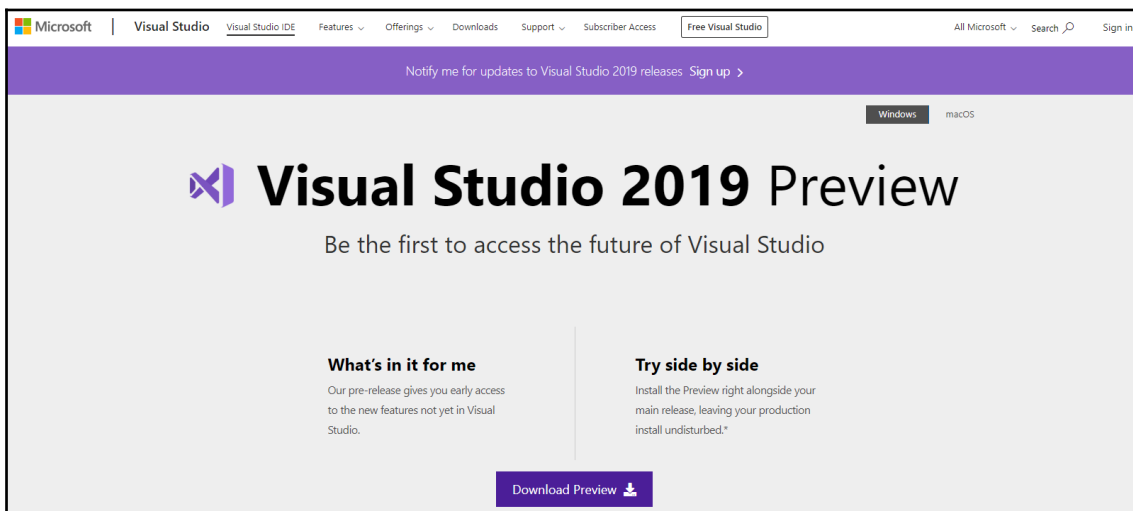 Microsoft Visual Studio Visual Studio IDE Features Offerings Downloads Support Subscriber Access Free Visual Studio All Microsoft Search Sign in
Notify me for updates to Visual Studio 2019 releases Sign up
Windows macOS
Visual Studio 2019 Preview
Be the first to access the future of Visual Studio
What's in it for me
Our pre-release gives you early access
to the new features not yet in Visual
Studio.
Try side by side
Install the Preview right alongside your
main release, leaving your production
install undisturbed.*
Download Preview